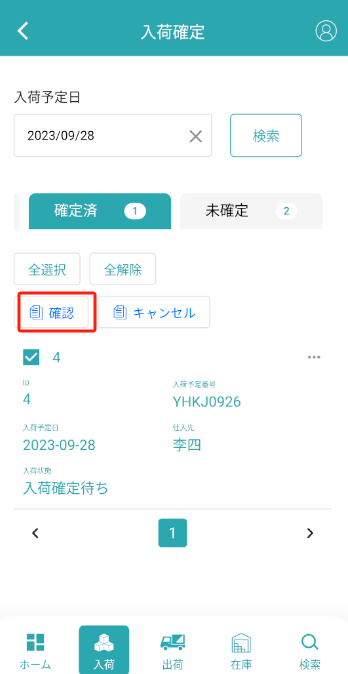 入荷確定
入荷予定日
2023/09/28
検索
確定済 1 未確定 2
全選択 全解除
確認 キャンセル
4
ID 入荷予定番号
4 YHKJ0926
入荷予定日 仕入先
2023-09-28 李四
入荷状態
入荷確定待ち
1
ホーム 入荷 出荷 在庫 検索